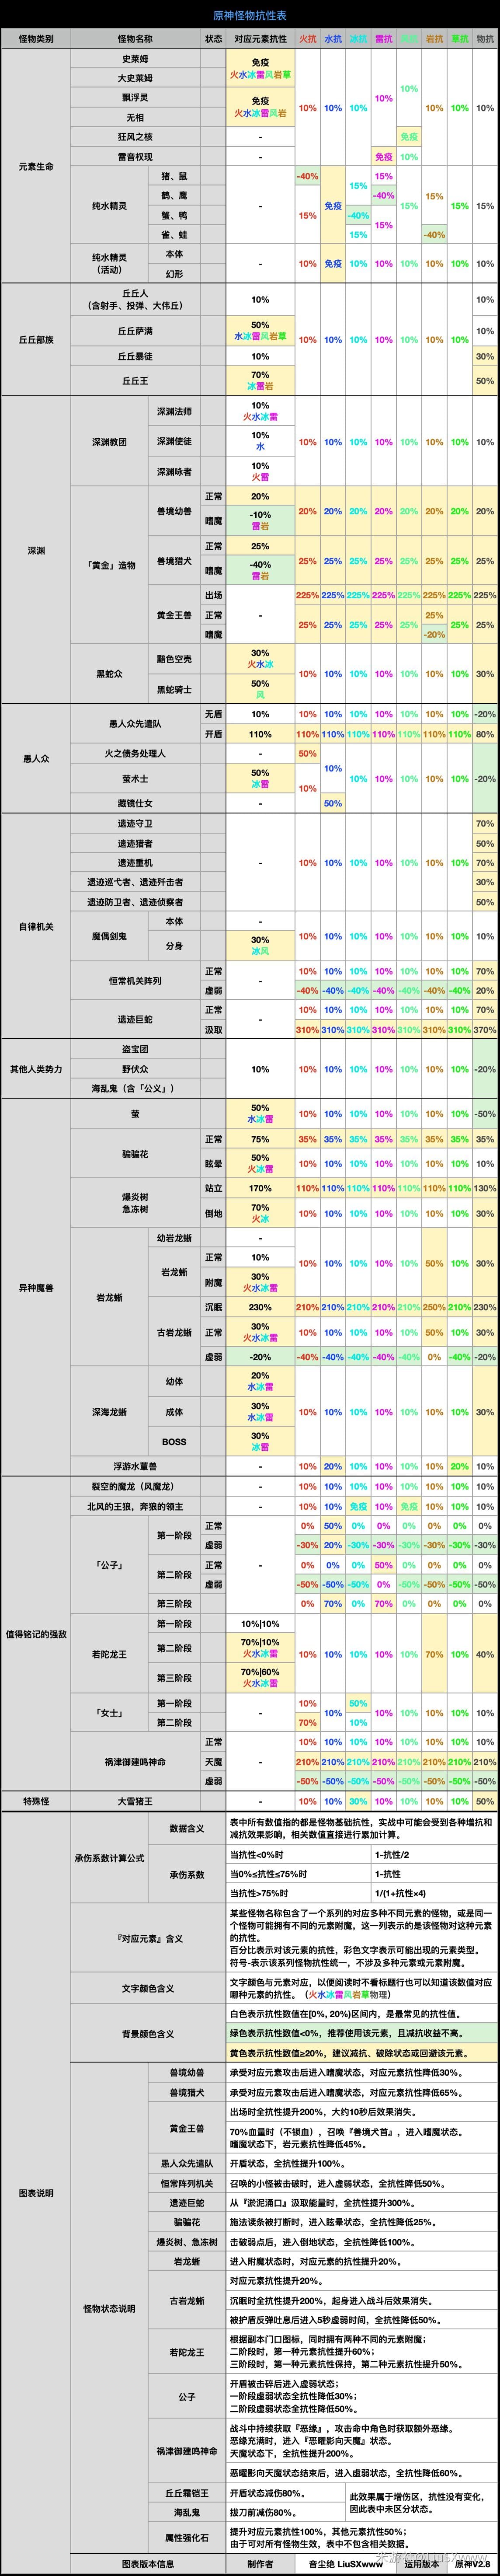 原神怪物抗性表
怪物类别 怪物名称 状态 对应元素抗性 火抗 水抗 冰抗 雷抗 风抗 岩抗 草抗 物抗
元素生命
史莱姆
大史莱姆
免疫
火水冰雷风岩草
飘浮灵
无相
免疫
火水冰雷风岩
10% 10% 10% 10% 10% 10% 10% 10%
狂风之核 - 免疫
雷音权现 - 免疫 10%
纯水精灵
猪、鼠 -40% 15% 15%
鹤、鹰 -40%
蟹、鸭 15% 免疫 -40% 15% 15% 15% 15% 15%
雀、蛙 15% -40%
-
纯水精灵
（活动）
本体
幻形
- 10% 免疫 10% 10% 10% 10% 10% 10%
丘丘部族
丘丘人
（含射手、投弹、大伟丘）
10% 10%
丘丘萨满
50%
水冰雷风岩草
10%
10% 10% 10% 10% 10% 10% 10%
丘丘暴徒 10% 30%
丘丘王
70%
冰雷岩
50%
深渊
深渊教团
深渊法师
10%
火水冰雷
深渊使徒
10%
水
10% 10% 10% 10% 10% 10% 10% 10%
深渊咏者
10%
火雷
「黄金」造物
兽境幼兽
正常 20%
嗜魔 -10%
雷岩
20% 20% 20% 20% 20% 20% 20% 20%
兽境猎犬
正常 25%
嗜魔 -40%
雷岩
25% 25% 25% 25% 25% 25% 25% 25%
黄金王兽
出场 225% 225% 225% 225% 225% 225% 225% 225%
正常 - 25% 25% 25% 25% 25% 25% 25% 25%
嗜魔 -20%
黑蛇众
黯色空壳
30%
火水冰
黑蛇骑士
50%
风
10% 10% 10% 10% 10% 10% 10% 30%
愚人众
愚人众先遣队
无盾 10% 10% 10% 10% 10% 10% 10% 10% -20%
开盾 110% 110% 110% 110% 110% 110% 110% 110% 80%
火之债务处理人 - 50%
萤术士
50%
冰雷
10% 10% 10% 10% 10% 10% 10% -20%
藏镜仕女 - 50%
自律机关
遗迹守卫 70%
遗迹猎者 50%
遗迹重机 - 10% 10% 10% 10% 10% 10% 10% 70%
遗迹巡弋者、遗迹歼击者 30%
遗迹防卫者、遗迹侦察者 50%
魔偶剑鬼
本体 -
分身
30%
冰风
10% 10% 10% 10% 10% 10% 10% 10%
恒常机关阵列
正常 - 10% 10% 10% 10% 10% 10% 10% 70%
虚弱 -40% -40% -40% -40% -40% -40% -40% 20%
遗迹巨蛇
正常 - 10% 10% 10% 10% 10% 10% 10% 70%
汲取 310% 310% 310% 310% 310% 310% 310% 370%
其他人类势力
盗宝团
野伏众
海乱鬼（含「公义」）
10% 10% 10% 10% 10% 10% 10% 10% -20%
异种魔兽
萤
50%
水冰雷
10% 10% 10% 10% 10% 10% 10% -50%
骗骗花
正常 75% 35% 35% 35% 35% 35% 35% 35% 35%
眩晕 50%
火冰雷
10% 10% 10% 10% 10% 10% 10% 10%
爆炎树
急冻树
站立 170% 110% 110% 110% 110% 110% 110% 110% 130%
倒地 70%
火冰
10% 10% 10% 10% 10% 10% 10% 30%
岩龙蜥
幼岩龙蜥 -
岩龙蜥
正常 10%
附魔 30%
火水冰雷
10% 10% 10% 10% 10% 50% 10% 30%
古岩龙蜥
沉眠 230% 210% 210% 210% 210% 210% 250% 210% 230%
正常 30%
火水冰雷
10% 10% 10% 10% 10% 50% 10% 30%
虚弱 -20% -40% -40% -40% -40% -40% 0% -40% -20%
深海龙蜥
幼体
20%
水冰雷
成体
30%
水冰雷
BOSS
30%
冰雷
10% 10% 10% 10% 10% 10% 10% 30%
浮游水蕈兽 - 10% 20% 10% 10% 10% 10% 20% 10%
值得铭记的强敌
裂空的魔龙（风魔龙） - 10% 10% 10% 10% 10% 10% 10% 10%
北风的王狼，奔狼的领主 - 10% 10% 免疫 10% 免疫 10% 10% 10%
「公子」
第一阶段
正常 0% 50% 0% 0% 0% 0% 0% 0%
虚弱 -30% 20% -30% -30% -30% -30% -30% -30%
第二阶段
正常 - 0% 0% 0% 50% 0% 0% 0% 0%
虚弱 -50% -50% -50% 0% -50% -50% -50% -50%
第三阶段 0% 70% 0% 70% 0% 0% 0% 0%
若陀龙王
第一阶段 10%|10%
第二阶段
70%|10%
火水冰雷
第三阶段
70%|60%
火水冰雷
10% 10% 10% 10% 10% 70% 10% 40%
「女士」
第一阶段 10% 50%
第二阶段 70% 10%
- 10% 10% 10% 10% 10% 10%
祸津御建鸣神命
正常 10% 10% 10% 10% 10% 10% 10% 10%
天魔 - 210% 210% 210% 210% 210% 210% 210% 210%
虚弱 -50% -50% -50% -50% -50% -50% -50% -50%
特殊怪 大雪猪王 - 10% 10% 30% 10% 10% 10% 10% 50%
图表说明
承伤系数计算公式
数据含义
表中所有数值指的都是怪物基础抗性，实战中可能会受到各种增抗和
减抗效果影响，相关数值直接进行累加计算。
承伤系数
当抗性<0%时 1-抗性/2
当0%≤抗性≤75%时 1-抗性
当抗性>75%时 1/(1+抗性×4)
『对应元素』含义
某些怪物名称包含了一个系列的对应多种不同元素的怪物，或是同一
个怪物可能拥有不同的元素附魔，这一列表示的是该怪物对这种元素
的抗性。
百分比表示对该元素的抗性，彩色文字表示可能出现的元素类型。
符号-表示该系列怪物抗性统一，不涉及多种元素或元素附魔。
文字颜色含义
文字颜色与元素对应，以便阅读时不看标题行也可以知道该数值对应
哪种元素的抗性。（火水冰雷风岩草物理）
背景颜色含义
白色表示抗性数值在[0%, 20%)区间内，是最常见的抗性值。
绿色表示抗性数值<0%，推荐使用该元素，且减抗收益不高。
黄色表示抗性数值≥20%，建议减抗、破除状态或回避该元素。
怪物状态说明
兽境幼兽 承受对应元素攻击后进入嗜魔状态，对应元素抗性降低30%。
兽境猎犬 承受对应元素攻击后进入嗜魔状态，对应元素抗性降低65%。
黄金王兽
出场时全抗性提升200%，大约10秒后效果消失。
70%血量时（不锁血），召唤『兽境犬首』，进入嗜魔状态。
嗜魔状态下，岩元素抗性降低45%。
愚人众先遣队 开盾状态，全抗性提升100%。
恒常阵列机关 召唤的小怪被击破时，进入虚弱状态，全抗性降低50%。
遗迹巨蛇 从『淤泥涌口』汲取能量时，全抗性提升300%。
骗骗花 施法读条被打断时，进入眩晕状态，全抗性降低25%。
爆炎树、急冻树 击破弱点后，进入倒地状态，全抗性降低100%。
岩龙蜥 进入附魔状态时，对应元素的抗性提升20%。
古岩龙蜥
对应元素抗性提升20%。
沉眠时全抗性提升200%，起身进入战斗后效果消失。
被护盾反弹吐息后进入5秒虚弱时间，全抗性降低50%。
若陀龙王
根据副本门口图标，同时拥有两种不同的元素附魔；
二阶段时，第一种元素抗性提升60%；
三阶段时，第一种元素抗性保持，第二种元素抗性提升50%。
公子
开盾被击碎后进入虚弱状态；
一阶段虚弱状态全抗性降低30%；
二阶段虚弱状态全抗性降低50%。
祸津御建鸣神命
战斗中持续获取『恶缘』，攻击命中角色时获取额外恶缘。
恶缘充满时，进入『恶曜影向天魔』状态。
天魔状态下，全抗性提升200%。
恶曜影向天魔状态结束后，进入虚弱状态，全抗性降低60%。
丘丘霜铠王 开盾状态减伤80%。
海乱鬼 拔刀前减伤80%。
此效果属于增伤区，抗性没有变化，
因此表中未区分状态。
属性强化石
提升对应元素抗性100%，其他元素抗性50%；
由于可对所有怪物生效，表中不包含相关数据。
图表版本信息 制作者 音尘绝 LiuSXwww 适用版本 原神V2.8